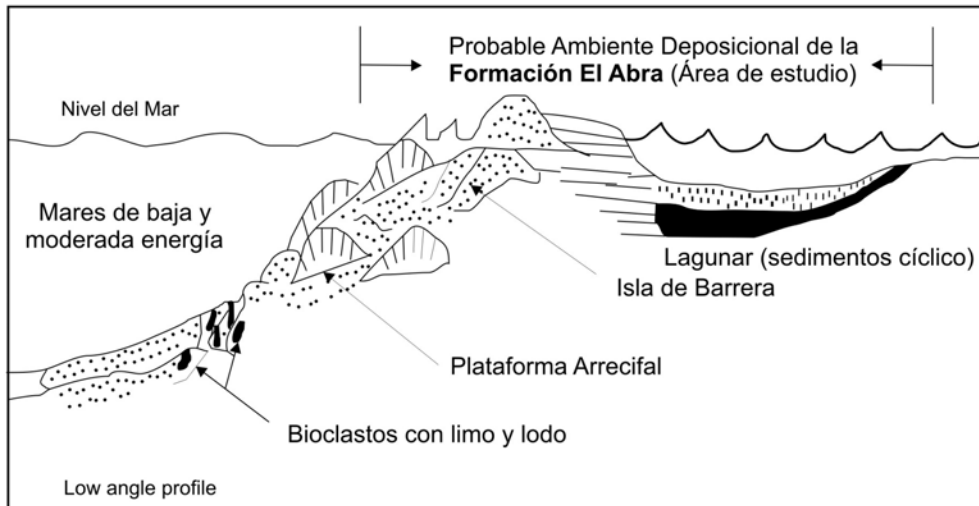 Probable Ambiente Deposicional de la
Formación El Abra (Área de estudio)
Nivel del Mar
Mares de baja y
moderada energía
Lagunar (sedimentos cíclico)
Isla de Barrera
Plataforma Arrecifal
Bioclastos con limo y lodo
Low angle profile